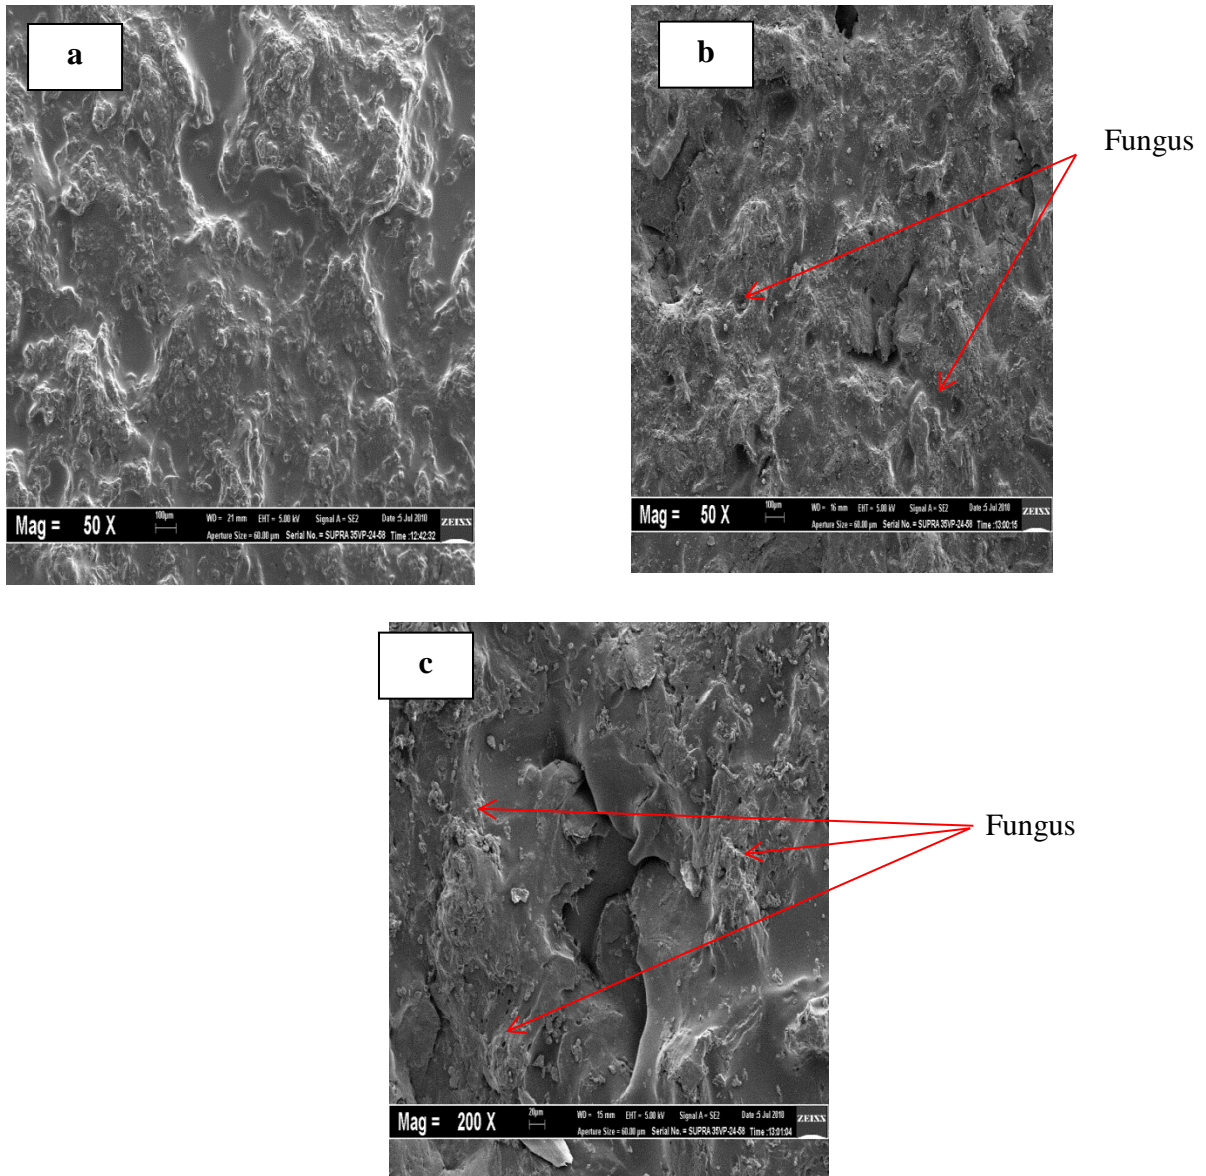 a
b
Fungus
Mag = 50 X 100µm WD = 21 mm EHT = 5.00 kV Signal A = SE2 Date :5 Jul 2010 ZEISS
Aperture Size = 60.00 µm Serial No. = SUPRA 35VP-24-58 Time :12:42:32
Mag = 50 X 100µm WD = 16 mm EHT = 5.00 kV Signal A = SE2 Date :5 Jul 2010 ZEISS
Aperture Size = 60.00 µm Serial No. = SUPRA 35VP-24-58 Time :13:00:15
c
Fungus
Mag = 200 X 20µm WD = 15 mm EHT = 5.00 kV Signal A = SE2 Date :5 Jul 2010 ZEISS
Aperture Size = 60.00 µm Serial No. = SUPRA 35VP-24-58 Time :13:01:04